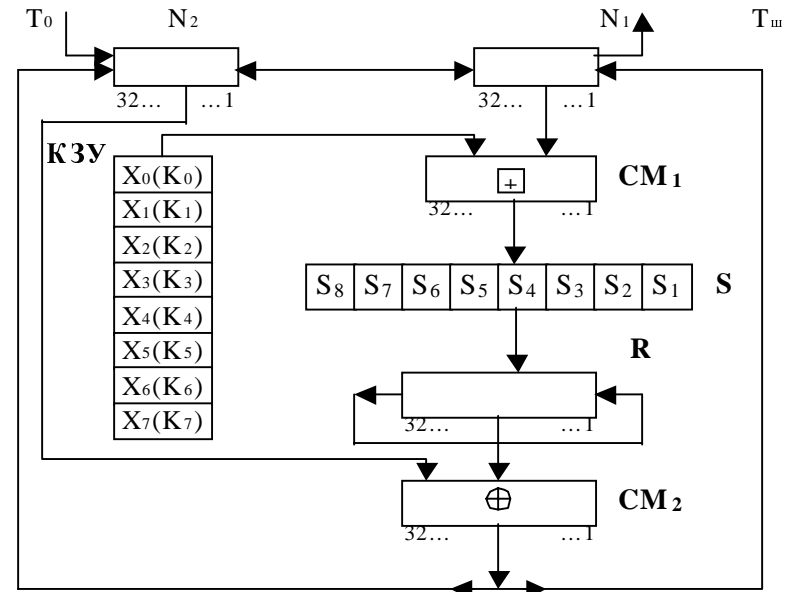 T₀ N₂ N₁ Tш
32... ...1 32... ...1
КЗУ
X₀(K₀)
X₁(K₁)
X₂(K₂)
X₃(K₃)
X₄(K₄)
X₅(K₅)
X₆(K₆)
X₇(K₇)
+ СМ₁
32... ...1
S₈ S₇ S₆ S₅ S₄ S₃ S₂ S₁ S
R
32... ...1
СМ₂
32... ...1